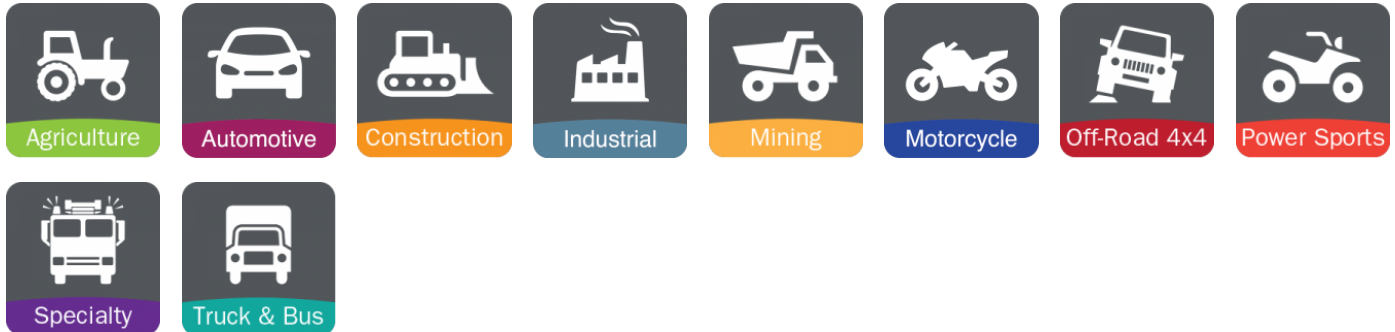 Agriculture
Automotive
Construction
Industrial
Mining
Motorcycle
Off-Road 4x4
Power Sports
Specialty
Truck & Bus